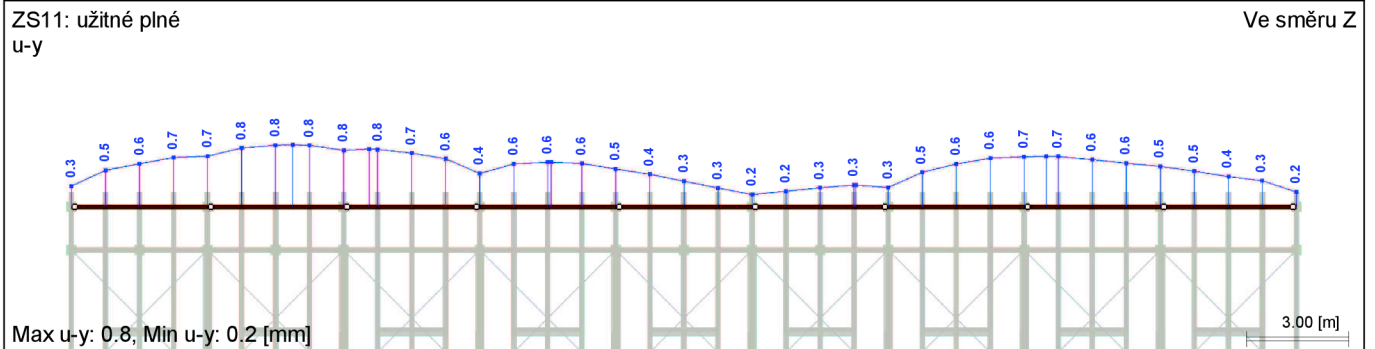 ZS11: užitné plné
Ve směru Z
u-y
0.3 0.5 0.6 0.7 0.7 0.8 0.8 0.8 0.8 0.8 0.7 0.6 0.4 0.6 0.6 0.6 0.5 0.4 0.3 0.3 0.2 0.2 0.3 0.3 0.3 0.5 0.6 0.6 0.7 0.7 0.6 0.6 0.5 0.5 0.4 0.3 0.2
Max u-y: 0.8, Min u-y: 0.2 [mm]
3.00 [m]